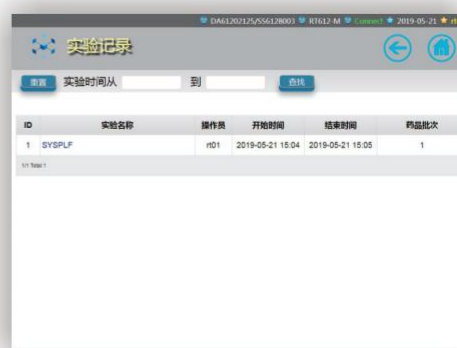 DA61202125/SS6128003 RT612-M Connect 2019-05-21 rt
实验记录
重置 实验时间从 到 查找
ID 实验名称 操作员 开始时间 结束时间 药品批次
1 SYSPLF rt01 2019-05-21 15:04 2019-05-21 15:05 1
1/1 Total:1